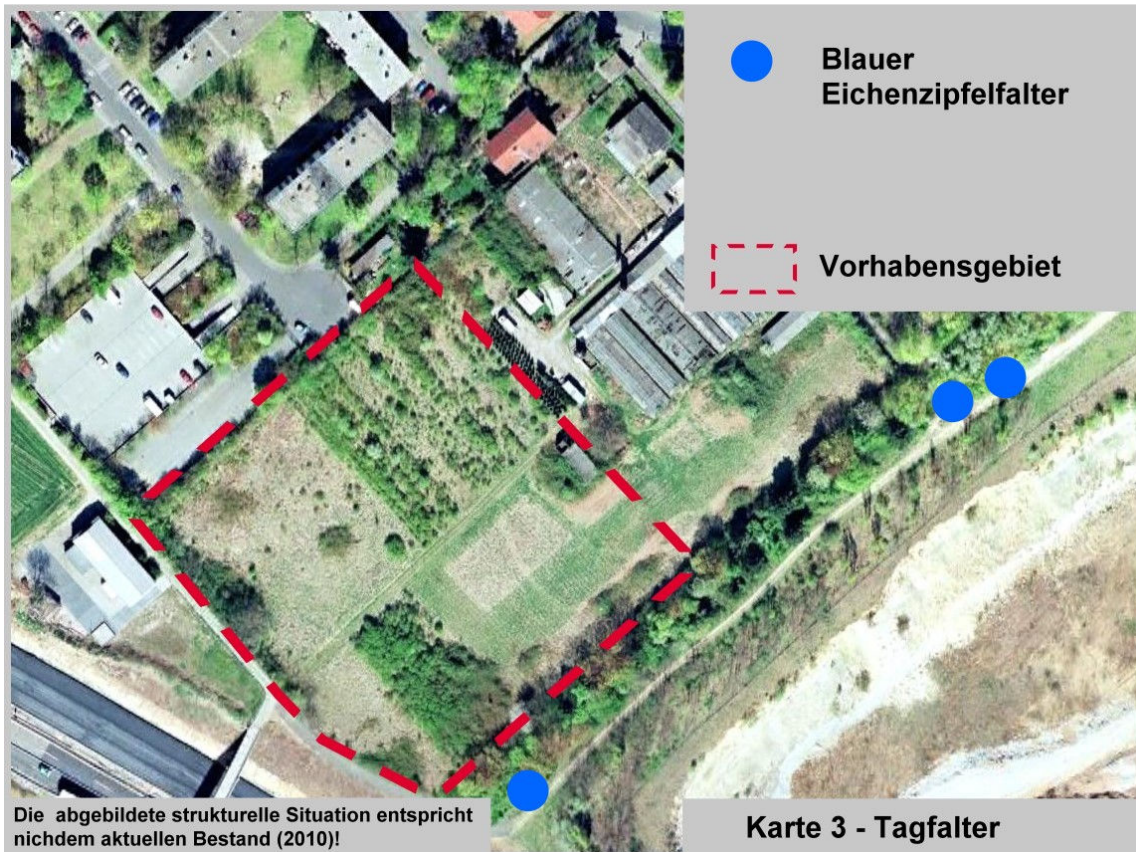 Blauer
Eichenzipfelfalter
Vorhabensgebiet
Die abgebildete strukturelle Situation entspricht
nichdem aktuellen Bestand (2010)!
Karte 3 - Tagfalter